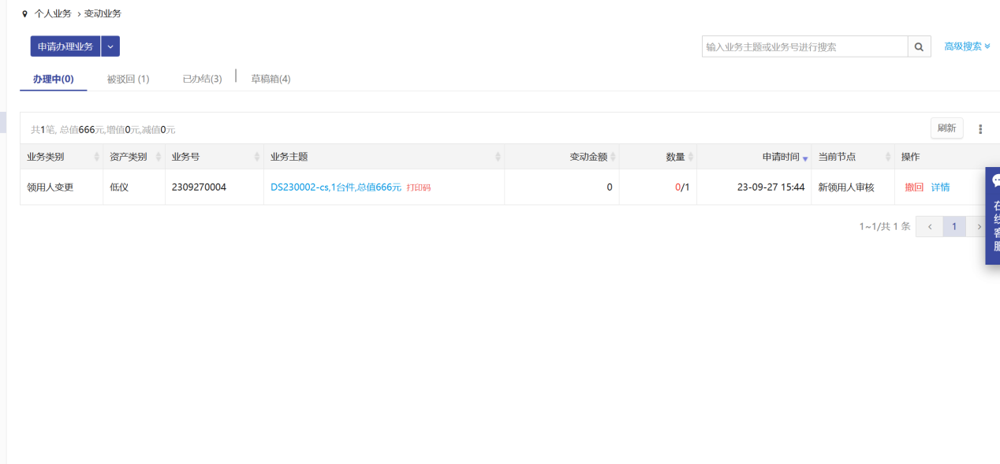 个人业务 › 变动业务
申请办理业务
输入业务主题或业务号进行搜索
高级搜索
办理中(0) 被驳回 (1) 已办结(3) 草稿箱(4)
共1笔, 总值666元,增值0元,减值0元
刷新
业务类别 资产类别 业务号 业务主题 变动金额 数量 申请时间 当前节点 操作
领用人变更 低仪 2309270004 DS230002-cs,1台件,总值666元 打印码 0 0/1 23-09-27 15:44 新领用人审核 撤回 详情
1~1/共 1 条 ‹ 1 ›
在线客服